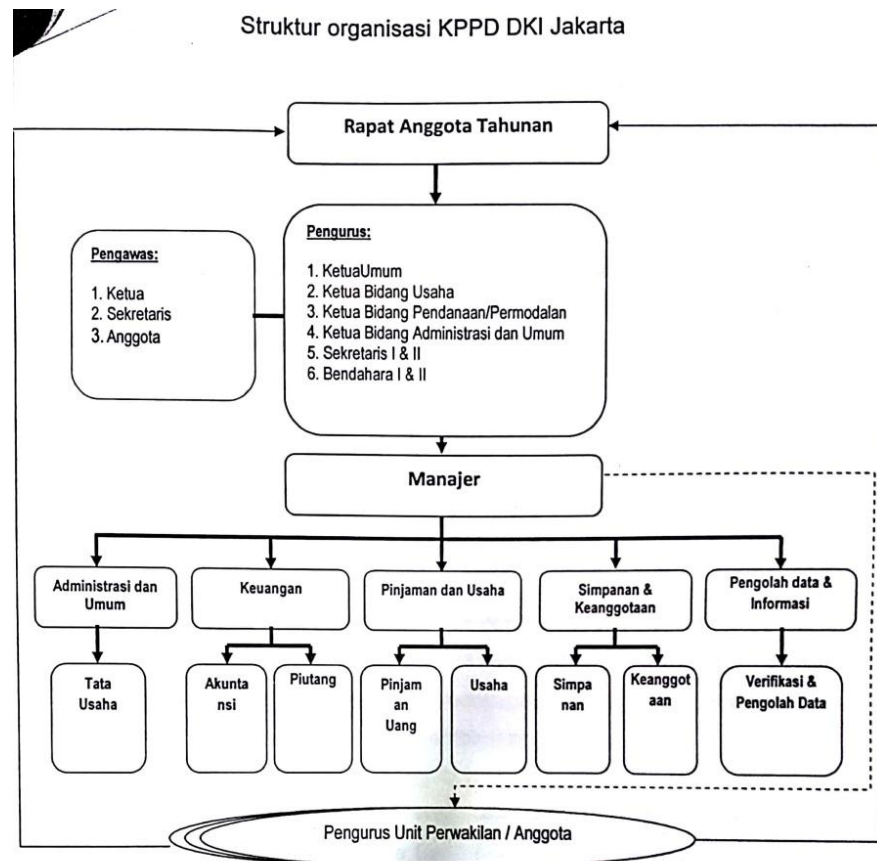 Struktur organisasi KPPD DKI Jakarta
Rapat Anggota Tahunan
Pengawas:
1. Ketua
2. Sekretaris
3. Anggota
Pengurus:
1. KetuaUmum
2. Ketua Bidang Usaha
3. Ketua Bidang Pendanaan/Permodalan
4. Ketua Bidang Administrasi dan Umum
5. Sekretaris I & II
6. Bendahara I & II
Manajer
Administrasi dan
Umum
Keuangan
Pinjaman dan Usaha
Simpanan &
Keanggotaan
Pengolah data &
Informasi
Tata
Usaha
Akunta
nsi
Piutang
Pinjam
an
Uang
Usaha
Simpa
nan
Keanggot
aan
Verifikasi &
Pengolah Data
Pengurus Unit Perwakilan / Anggota